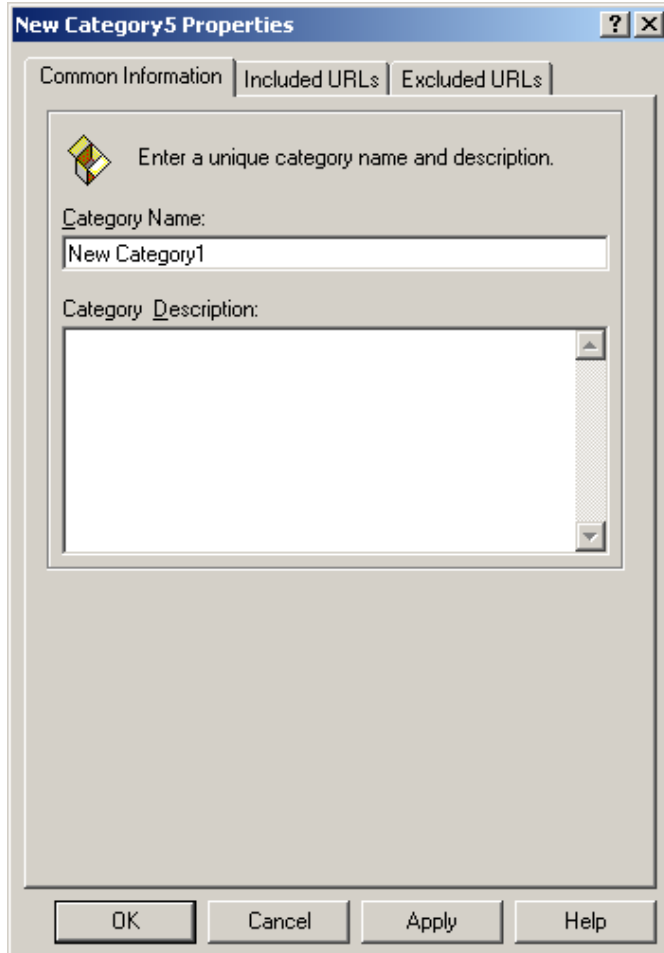 New Category5 Properties
Common Information Included URLs Excluded URLs
Enter a unique category name and description.
Category Name:
New Category1
Category Description:
OK Cancel Apply Help